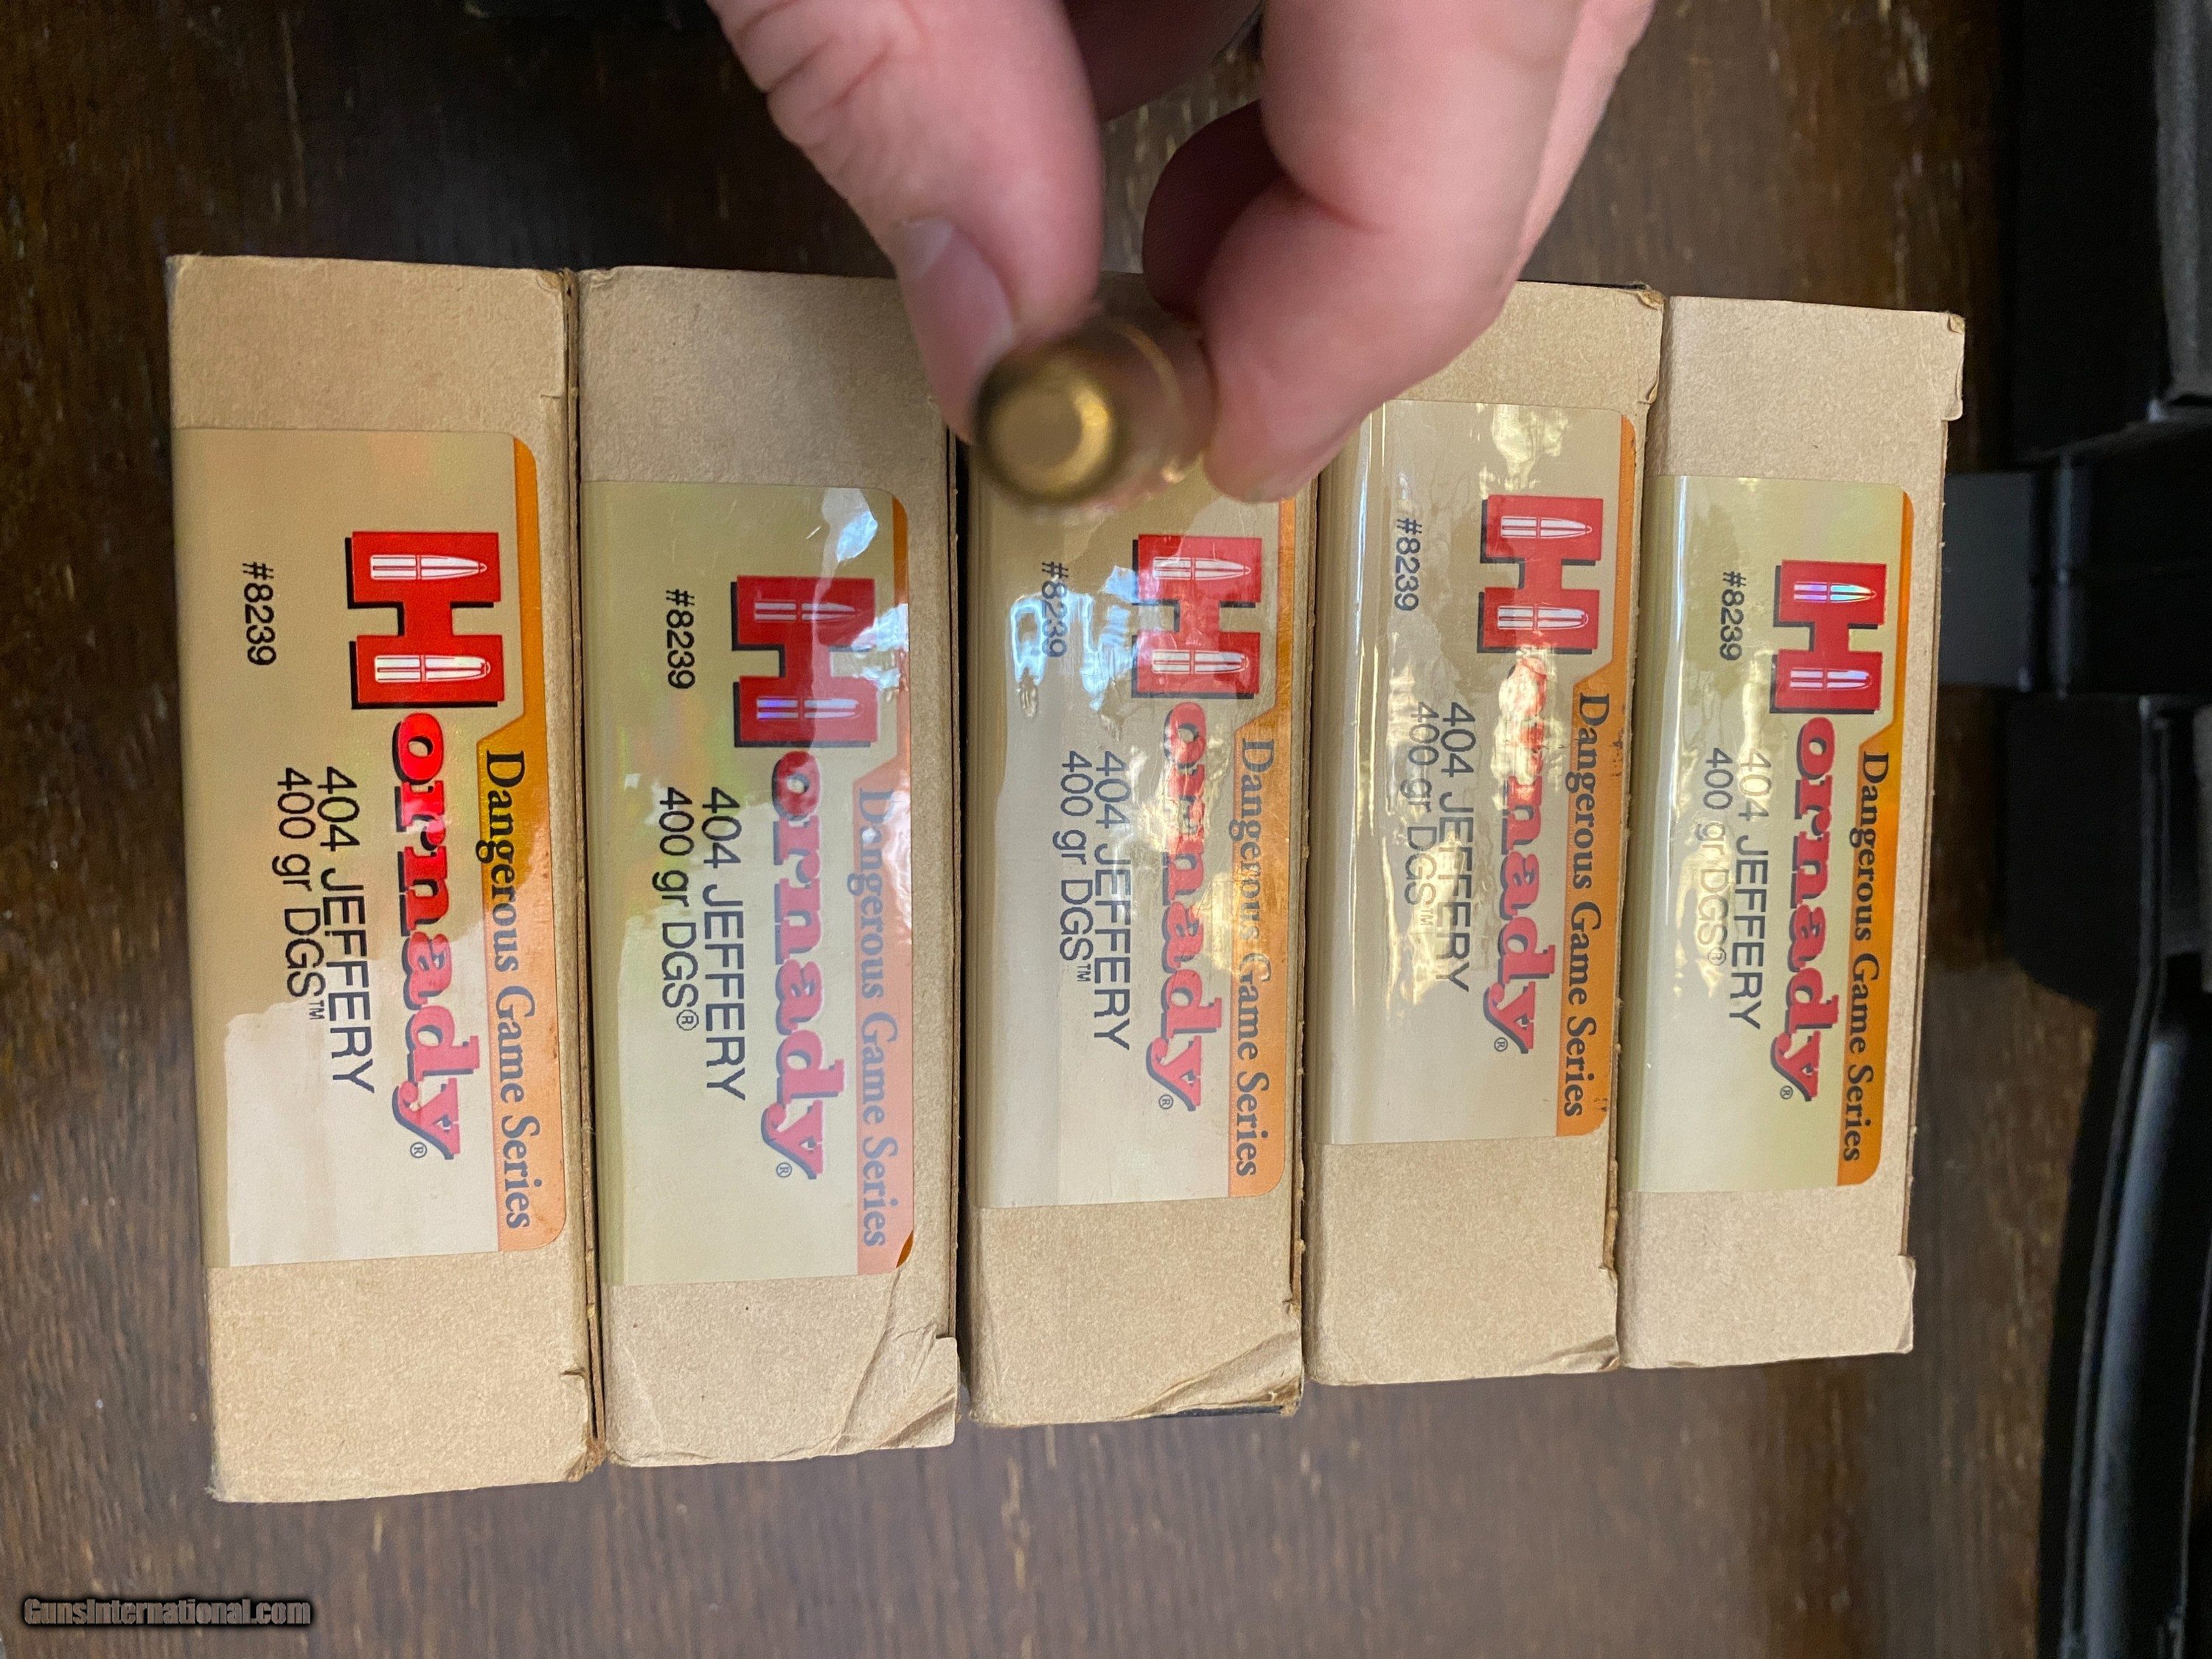 Dangerous Game Series
Hornady®
#8239
404 JEFFERY
400 gr DGS®
Dangerous Game Series
Hornady®
#8239
404 JEFFERY
400 gr DGS™
Dangerous Game Series
Hornady®
#8239
404 JEFFERY
400 gr DGS™
Dangerous Game Series
Hornady®
#8239
404 JEFFERY
400 gr DGS®
Dangerous Game Series
Hornady®
#8239
404 JEFFERY
400 gr DGS™
GunsInternational.com